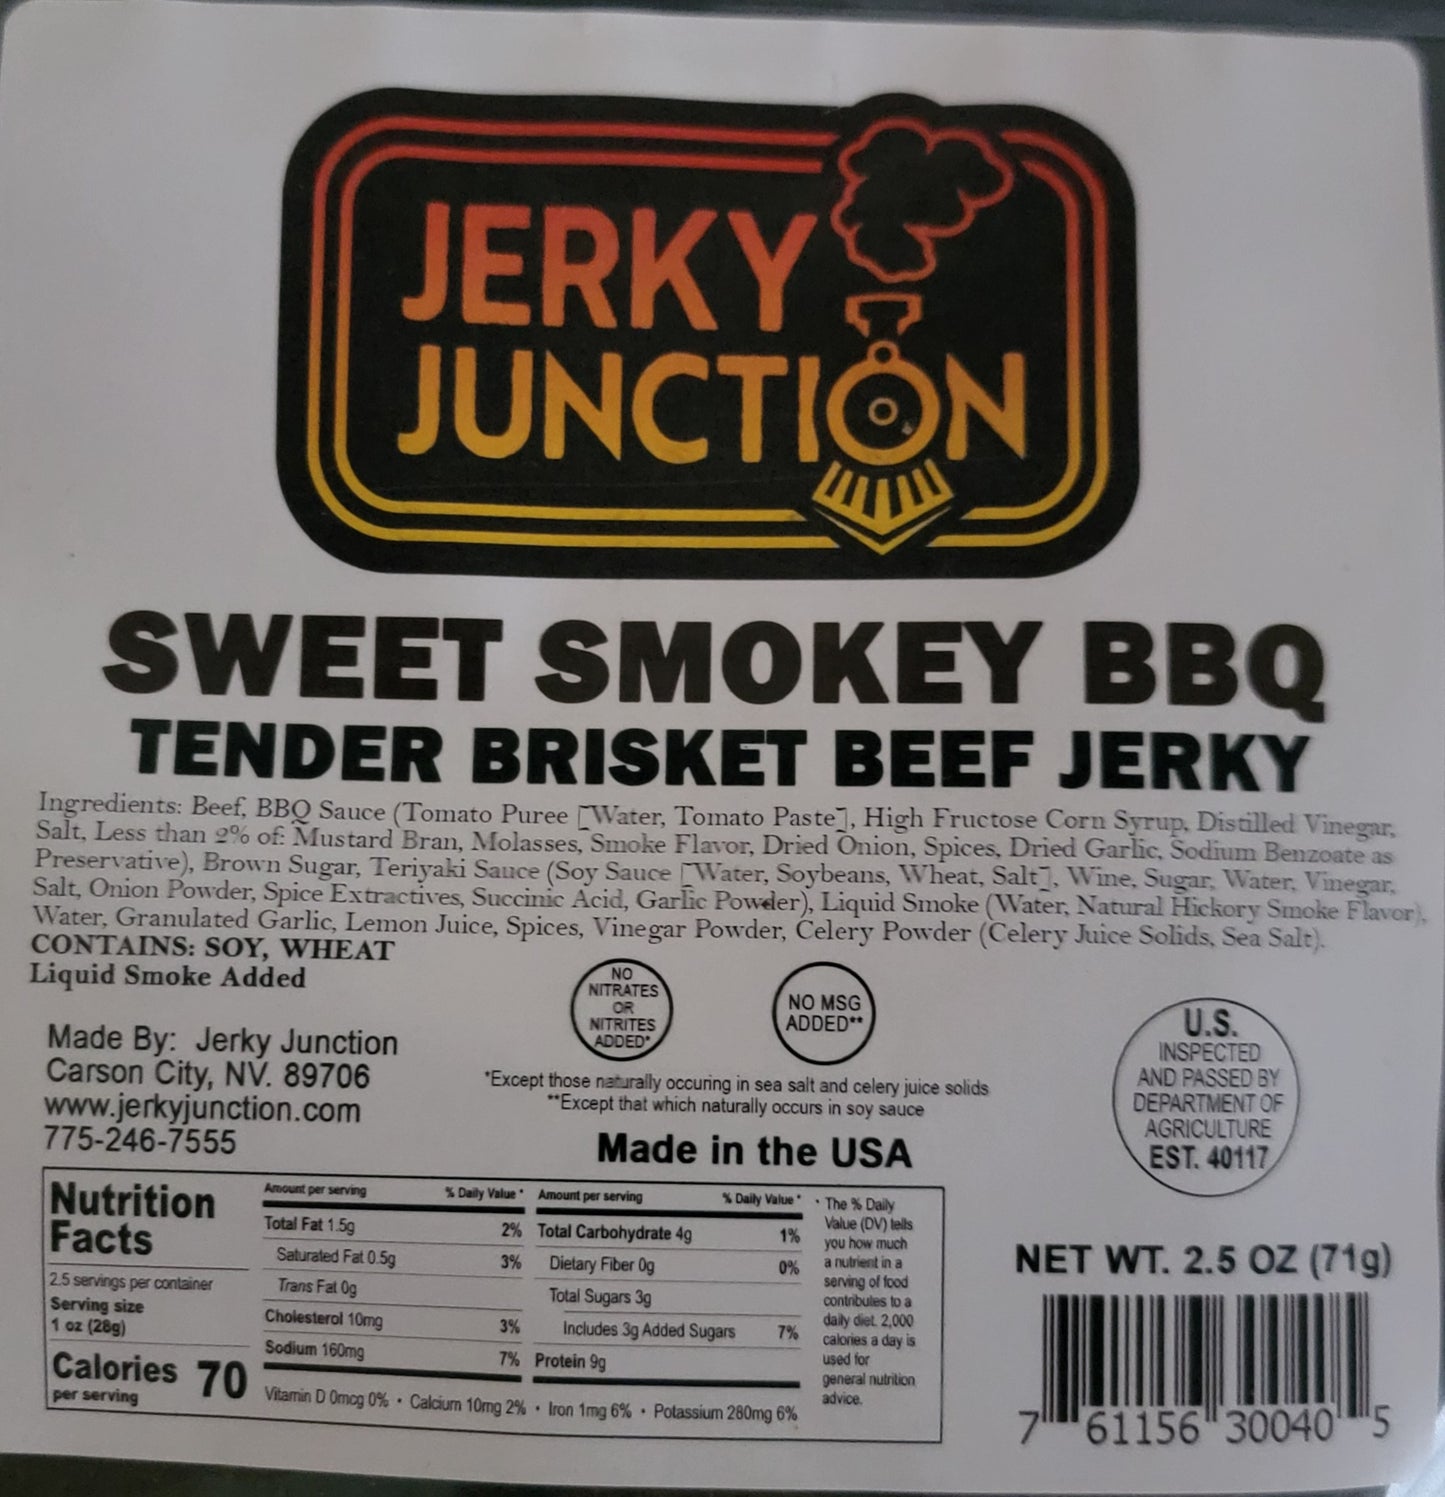 JERKY
JUNCTION
SWEET SMOKEY BBQ
TENDER BRISKET BEEF JERKY
Ingredients: Beef, BBQ Sauce (Tomato Puree [Water, Tomato Paste], High Fructose Corn Syrup, Distilled Vinegar,
Salt, Less than 2% of: Mustard Bran, Molasses, Smoke Flavor, Dried Onion, Spices, Dried Garlic, Sodium Benzoate as
Preservative), Brown Sugar, Teriyaki Sauce (Soy Sauce [Water, Soybeans, Wheat, Salt], Wine, Sugar, Water, Vinegar,
Salt, Onion Powder, Spice Extractives, Succinic Acid, Garlic Powder), Liquid Smoke (Water, Natural Hickory Smoke Flavor),
Water, Granulated Garlic, Lemon Juice, Spices, Vinegar Powder, Celery Powder (Celery Juice Solids, Sea Salt).
CONTAINS: SOY, WHEAT
Liquid Smoke Added
NO
NITRATES
OR
NITRITES
ADDED*
NO MSG
ADDED**
*Except those naturally occuring in sea salt and celery juice solids
**Except that which naturally occurs in soy sauce
Made in the USA
Made By: Jerky Junction
Carson City, NV. 89706
www.jerkyjunction.com
775-246-7555
U.S.
INSPECTED
AND PASSED BY
DEPARTMENT OF
AGRICULTURE
EST. 40117
Nutrition
Facts
2.5 servings per container
Serving size
1 oz (28g)
Calories 70
per serving
Amount per serving % Daily Value *
Total Fat 1.5g 2%
Saturated Fat 0.5g 3%
Trans Fat 0g
Cholesterol 10mg 3%
Sodium 160mg 7%
Amount per serving % Daily Value *
Total Carbohydrate 4g 1%
Dietary Fiber 0g 0%
Total Sugars 3g
Includes 3g Added Sugars 7%
Protein 9g
Vitamin D 0mcg 0% • Calcium 10mg 2% • Iron 1mg 6% • Potassium 280mg 6%
* The % Daily
Value (DV) tells
you how much
a nutrient in a
serving of food
contributes to a
daily diet. 2,000
calories a day is
used for
general nutrition
advice.
NET WT. 2.5 OZ (71g)
7 61156 30040 5